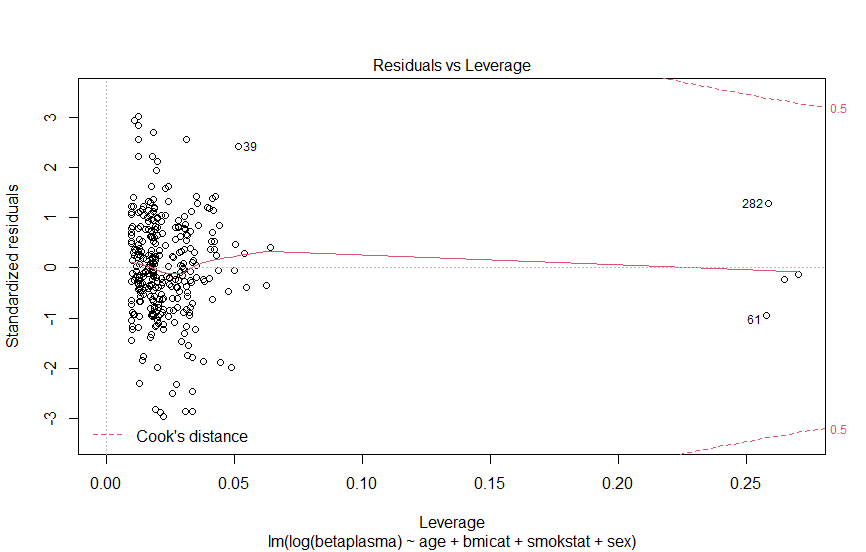 Residuals vs Leverage
Standardized residuals
3
2
1
0
-1
-2
-3
39
282
61
0.5
0.5
Cook's distance
0.00 0.05 0.10 0.15 0.20 0.25
Leverage
lm(log(betaplasma) ~ age + bmicat + smokstat + sex)